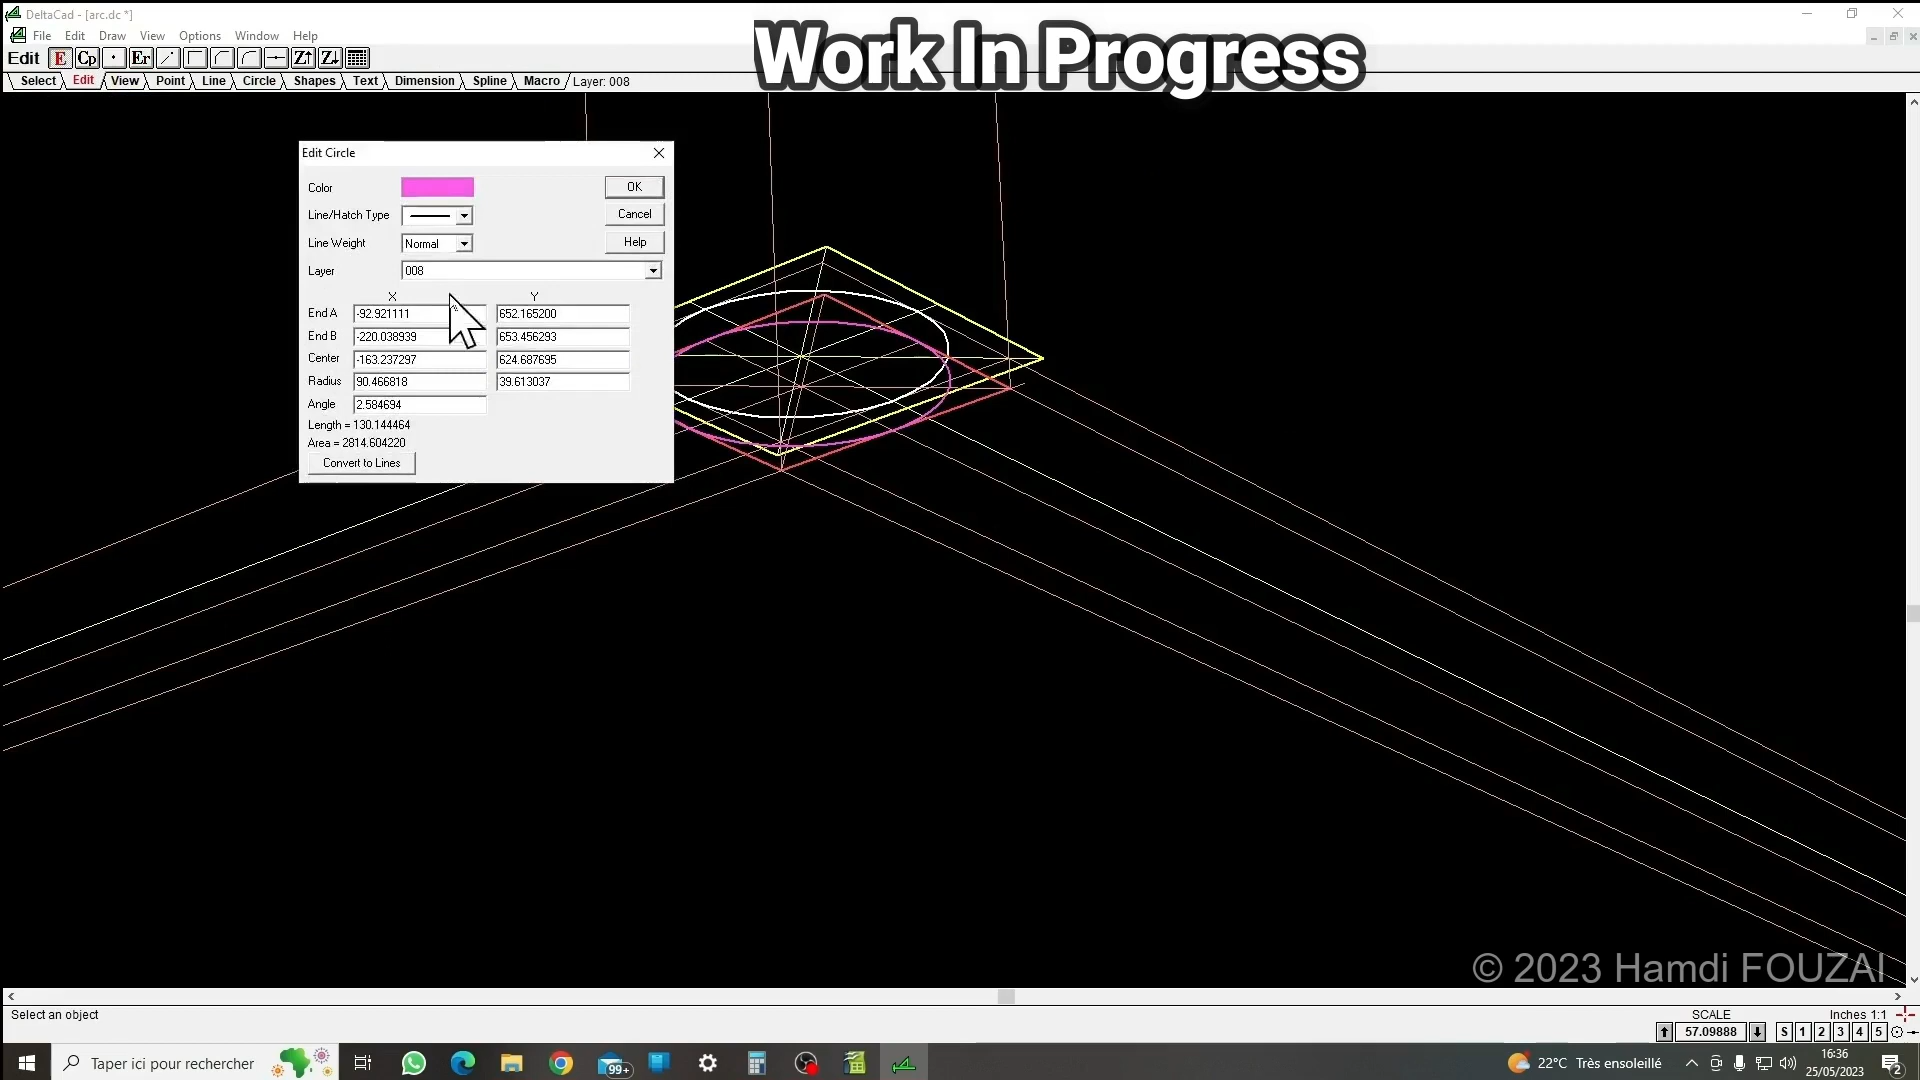 DeltaCad - [arc.dc *]
Work In Progress
File Edit Draw View Options Window Help
Edit E Cp Er Z↑ Z↓
Select Edit View Point Line Circle Shapes Text Dimension Spline Macro Layer: 008
Edit Circle
Color OK
Line/Hatch Type Cancel
Line Weight Normal Help
Layer 008
X Y
End A -92.921111 652.165200
End B -220.038939 653.456293
Center -163.237297 624.687695
Radius 90.466818 39.613037
Angle 2.584694
Length = 130.144464
Area = 2814.604220
Convert to Lines
© 2023 Hamdi FOUZAI
Select an object SCALE Inches 1:1
57.09888 S 1 2 3 4 5
Taper ici pour rechercher 99+ 22°C Très ensoleillé 16:36
25/05/2023 2